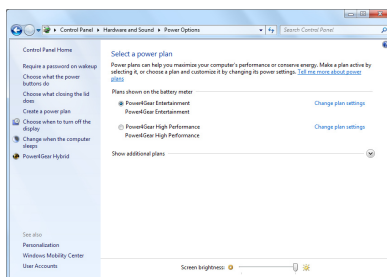 Control Panel ▸ Hardware and Sound ▸ Power Options
Search Control Panel
Control Panel Home
Require a password on wakeup
Choose what the power
buttons do
Choose what closing the lid
does
Create a power plan
Choose when to turn off the
display
Change when the computer
sleeps
Power4Gear Hybrid
See also
Personalization
Windows Mobility Center
User Accounts
Select a power plan
Power plans can help you maximize your computer's performance or conserve energy. Make a plan active by
selecting it, or choose a plan and customize it by changing its power settings. Tell me more about power
plans
Plans shown on the battery meter
Power4Gear Entertainment Change plan settings
Power4Gear Entertainment
Power4Gear High Performance Change plan settings
Power4Gear High Performance
Show additional plans
Screen brightness: